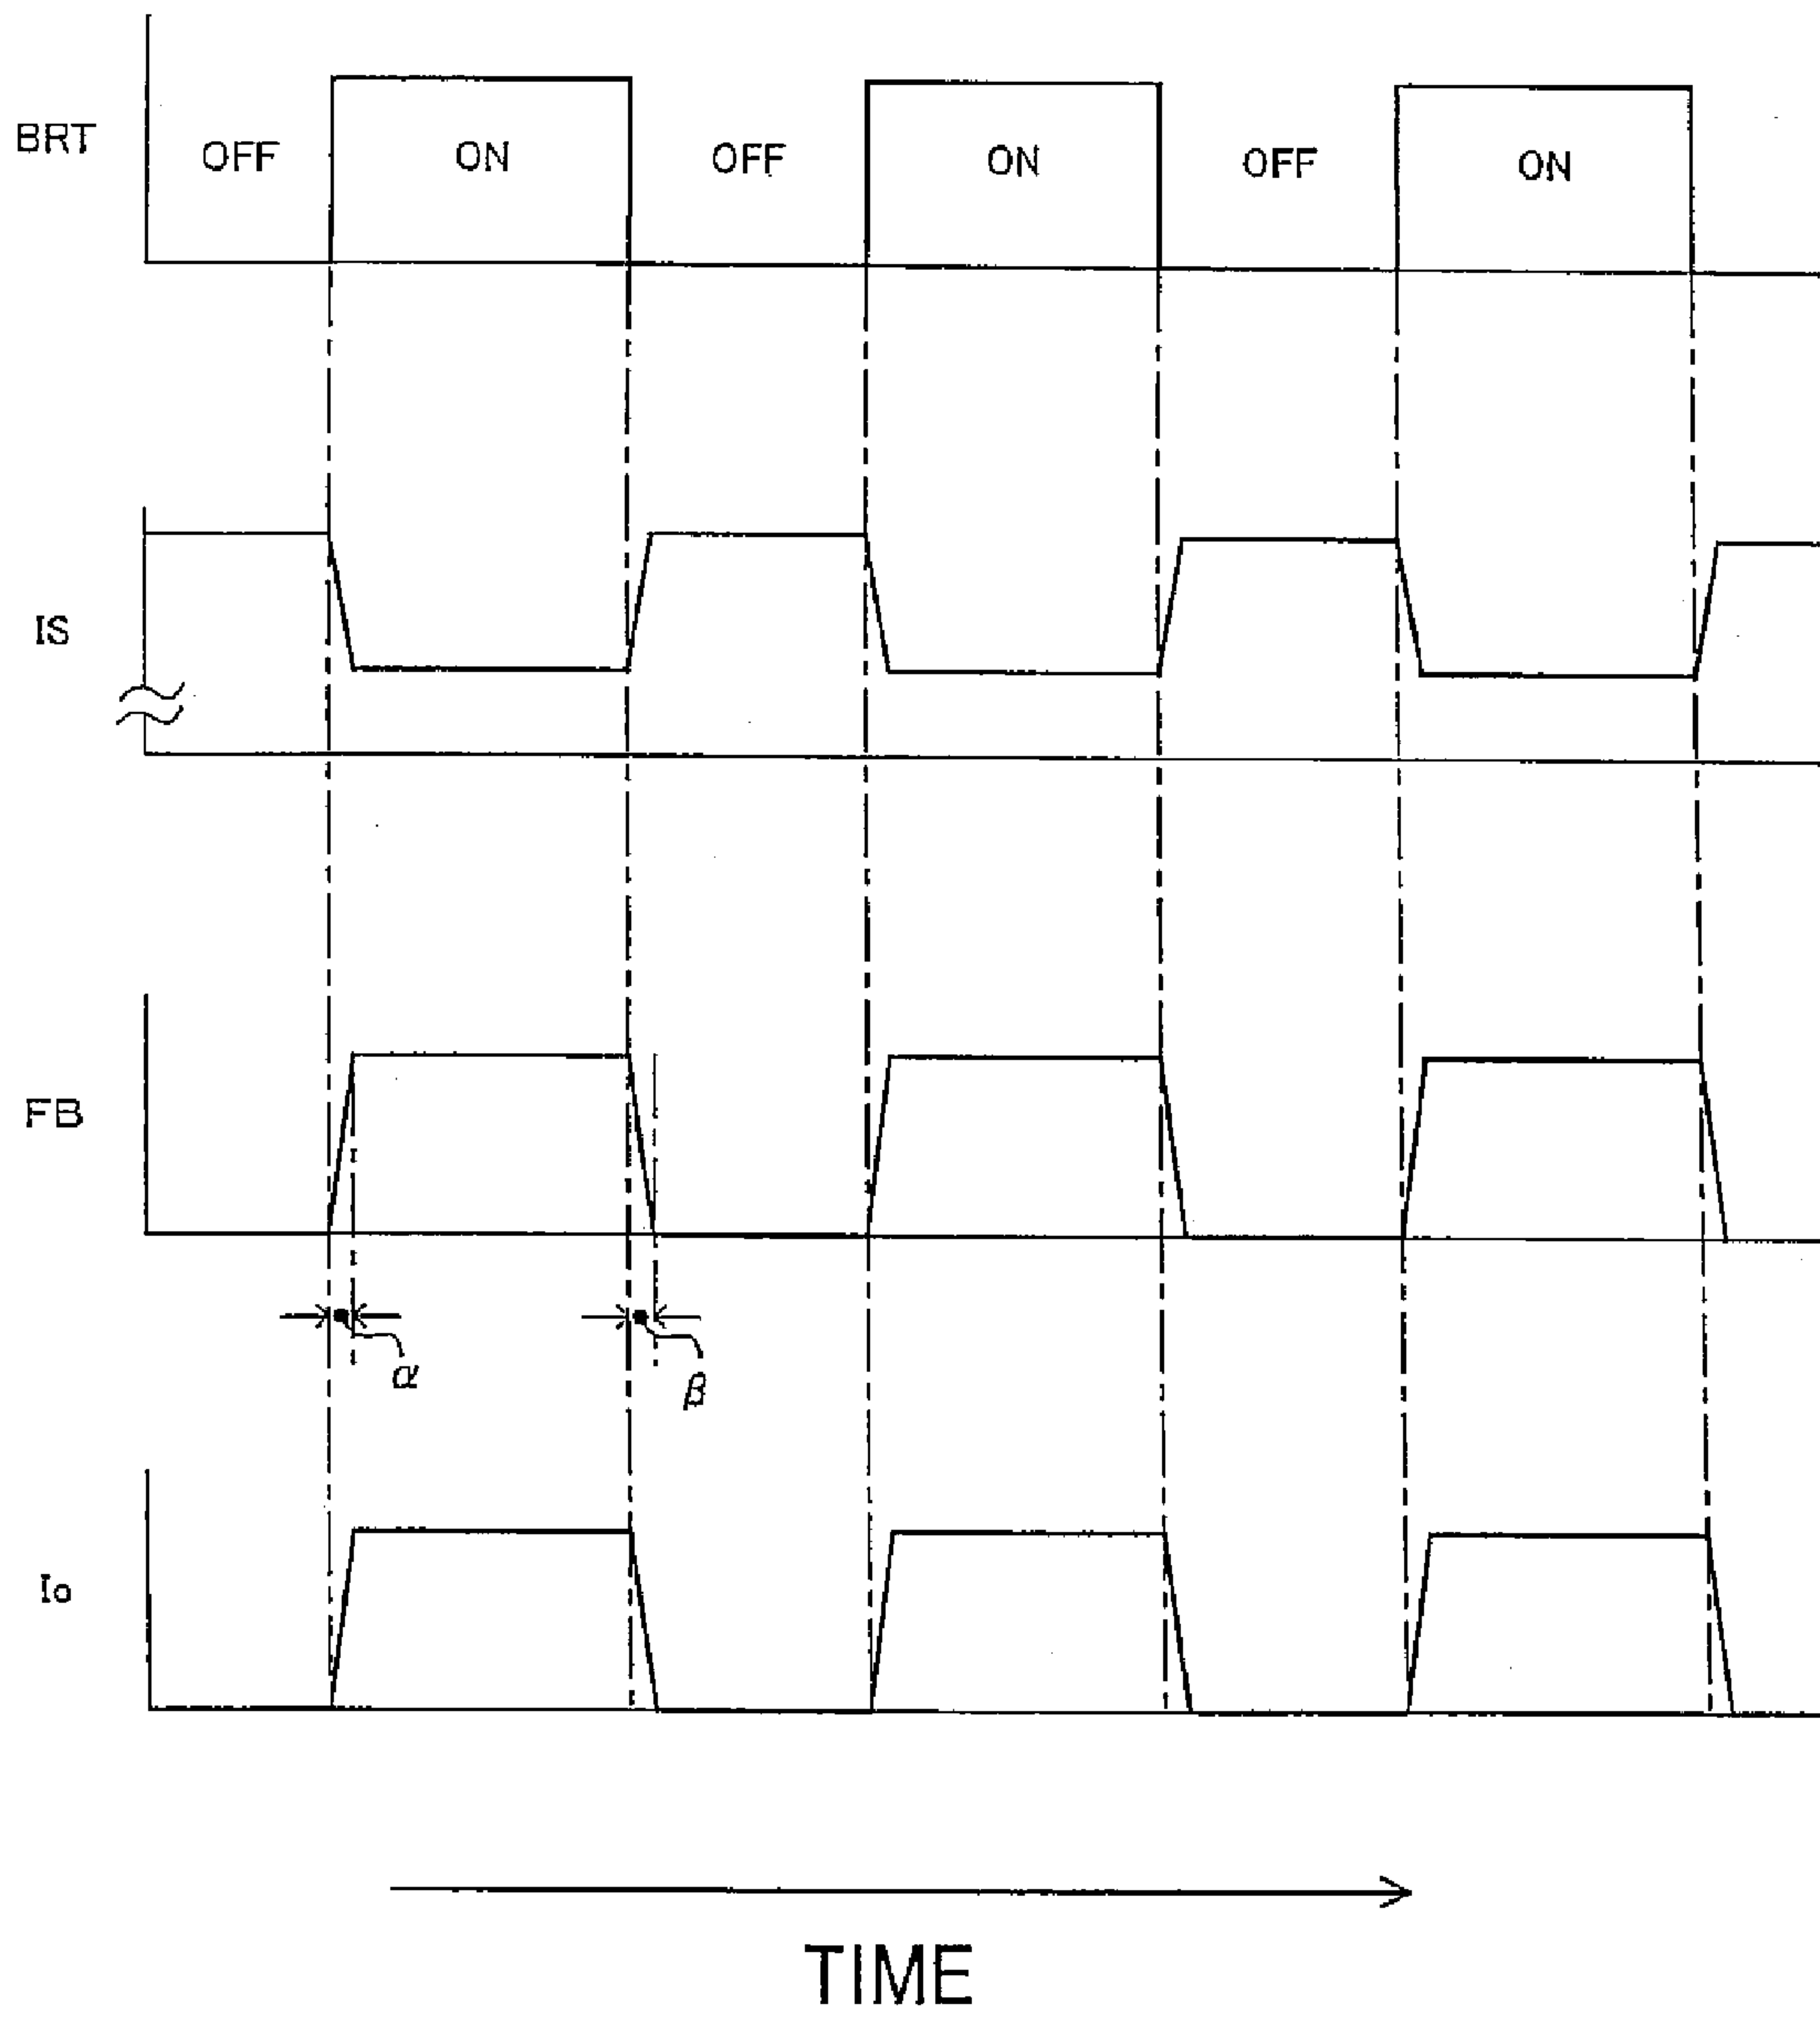 BRT
OFF ON OFF ON OFF ON
IS
FB
α
β
Io
TIME